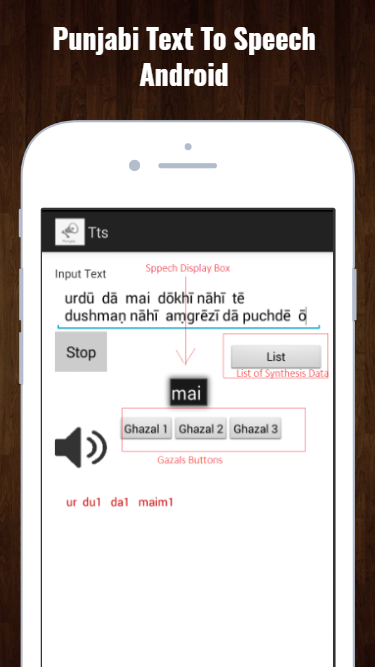 Punjabi Text To Speech
Android
Tts
Input Text
Sppech Display Box
urdū dā mai dōkhī nāhī tē
dushmaṇ nāhī aṃgrēzī dā puchdē ō
Stop
List
List of Synthesis Data
mai
Ghazal 1 Ghazal 2 Ghazal 3
Gazals Buttons
ur du1 da1 maim1